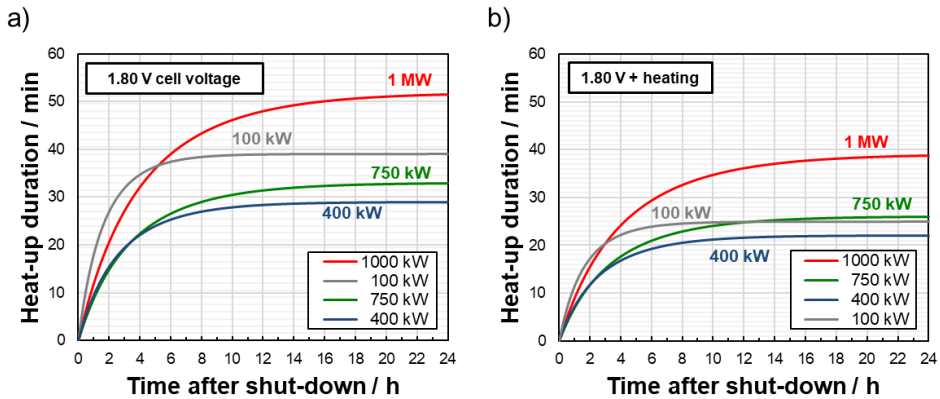 a)
1.80 V cell voltage
Heat-up duration / min
60
50
40
30
20
10
0
1 MW
100 kW
750 kW
400 kW
1000 kW
100 kW
750 kW
400 kW
0 2 4 6 8 10 12 14 16 18 20 22 24
Time after shut-down / h
b)
1.80 V + heating
Heat-up duration / min
60
50
40
30
20
10
0
1 MW
750 kW
100 kW
400 kW
1000 kW
750 kW
400 kW
100 kW
0 2 4 6 8 10 12 14 16 18 20 22 24
Time after shut-down / h